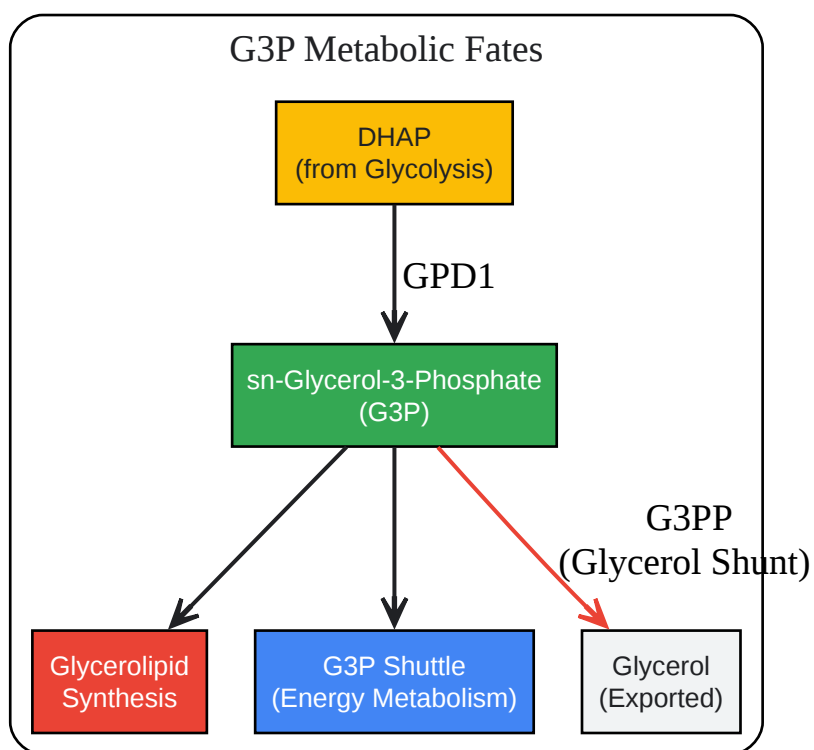 G3P Metabolic Fates
DHAP
(from Glycolysis)
GPD1
sn-Glycerol-3-Phosphate
(G3P)
G3PP
(Glycerol Shunt)
Glycerolipid
Synthesis
G3P Shuttle
(Energy Metabolism)
Glycerol
(Exported)